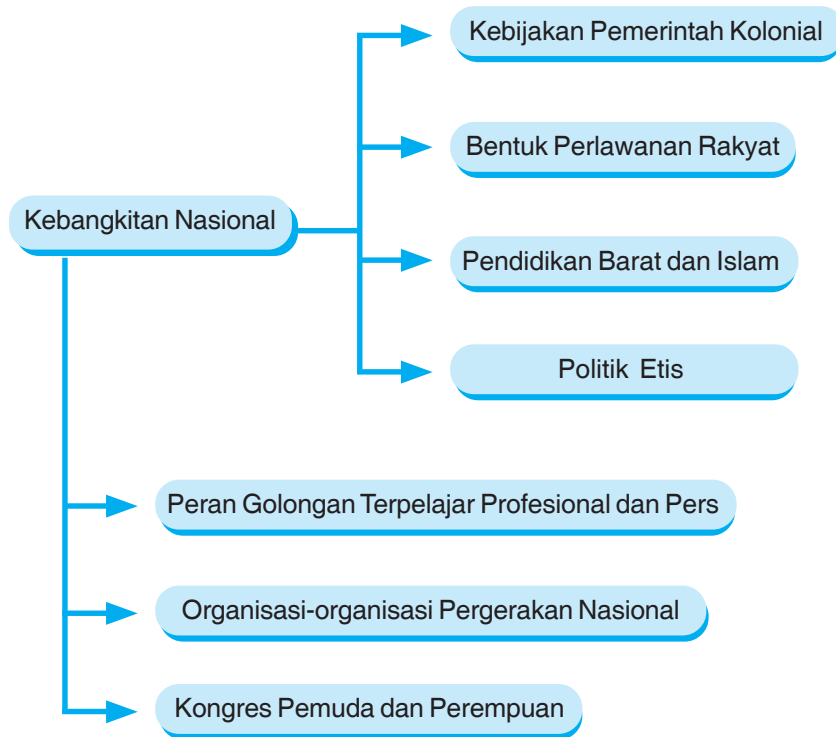 Kebijakan Pemerintah Kolonial
Bentuk Perlawanan Rakyat
Kebangkitan Nasional
Pendidikan Barat dan Islam
Politik Etis
Peran Golongan Terpelajar Profesional dan Pers
Organisasi-organisasi Pergerakan Nasional
Kongres Pemuda dan Perempuan